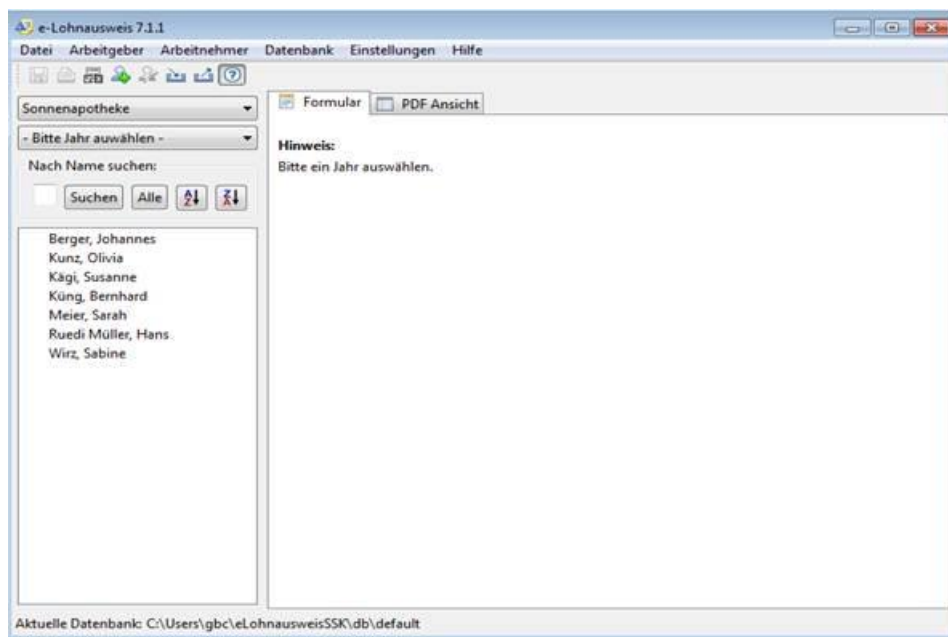 e-Lohnausweis 7.1.1
Datei Arbeitgeber Arbeitnehmer Datenbank Einstellungen Hilfe
Sonnenapotheke
- Bitte Jahr auwählen -
Nach Name suchen:
Suchen Alle
Berger, Johannes
Kunz, Olivia
Kägi, Susanne
Küng, Bernhard
Meier, Sarah
Ruedi Müller, Hans
Wirz, Sabine
Formular PDF Ansicht
Hinweis:
Bitte ein Jahr auswählen.
Aktuelle Datenbank: C:\Users\gbc\eLohnausweisSSK\db\default